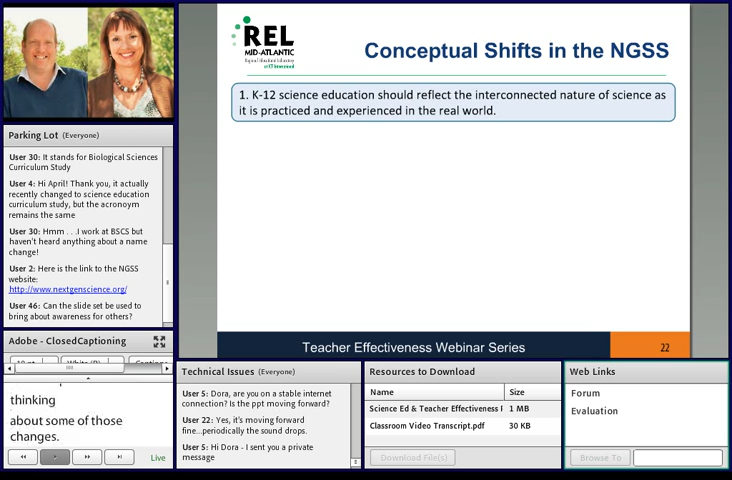 REL
MID-ATLANTIC
Regional Educational Laboratory
Conceptual Shifts in the NGSS
1. K-12 science education should reflect the interconnected nature of science as
it is practiced and experienced in the real world.
Teacher Effectiveness Webinar Series
22
Parking Lot (Everyone)
User 30: It stands for Biological Sciences
Curriculum Study
User 4: Hi April! Thank you, it actually
recently changed to science education
curriculum study, but the acronym
remains the same
User 30: Hmm . . .I work at BSCS but
haven't heard anything about a name
change!
User 2: Here is the link to the NGSS
website:
http://www.nextgenscience.org/
User 46: Can the slide set be used to
bring about awareness for others?
Adobe - ClosedCaptioning
thinking
about some of those
changes.
Live
Technical Issues (Everyone)
User 5: Dora, are you on a stable internet
connection? Is the ppt moving forward?
User 22: Yes, it's moving forward
fine...periodically the sound drops.
User 5: Hi Dora - I sent you a private
message
Resources to Download
Name Size
Science Ed & Teacher Effectiveness 1 MB
Classroom Video Transcript.pdf 30 KB
Download File(s)
Web Links
Forum
Evaluation
Browse To